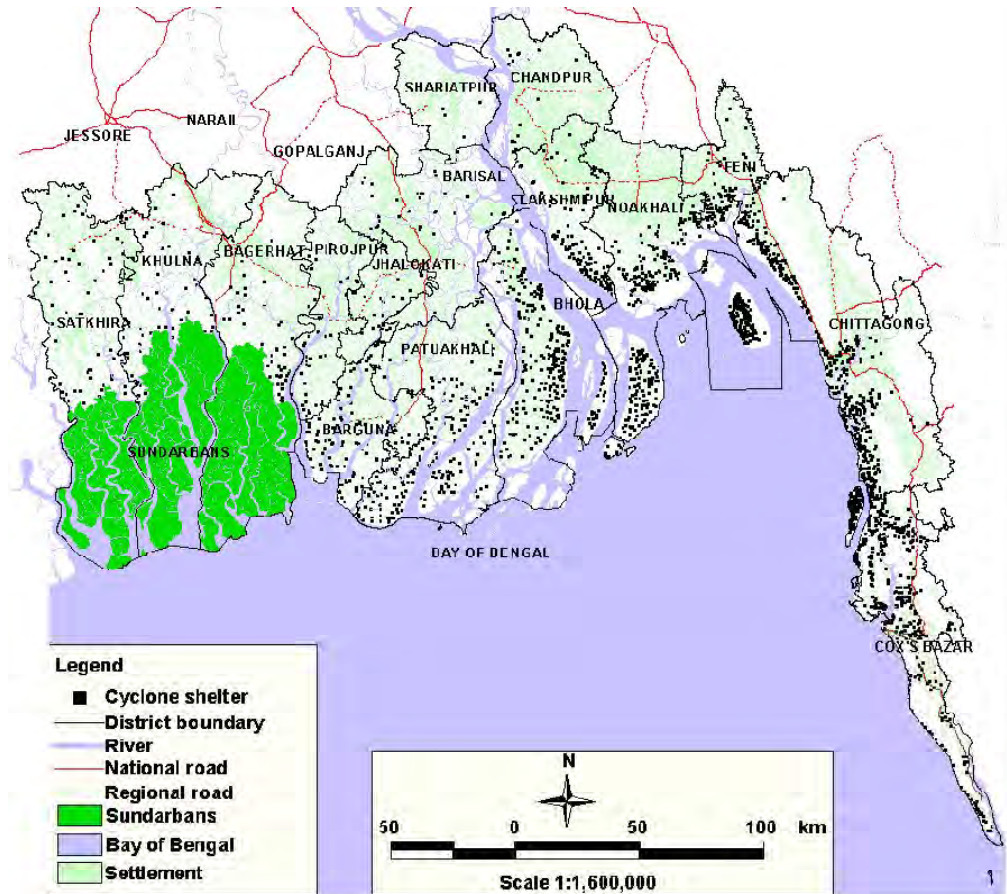 CHANDPUR
SHARIATPUR
NARAII
JESSORE
GOPALGANJ
FENI
BARISAL
LAKSHMIPUR
NOAKHALI
BAGERHAT
PIROJPUR
KHULNA
JHALOKATI
BHOLA
SATKHIRA
CHITTAGONG
PATUAKHALI
BARGUNA
SUNDARBANS
BAY OF BENGAL
COX'S BAZAR
Legend
Cyclone shelter
District boundary
River
National road
Regional road
Sundarbans
Bay of Bengal
Settlement
N
50 0 50 100 km
Scale 1:1,600,000
1